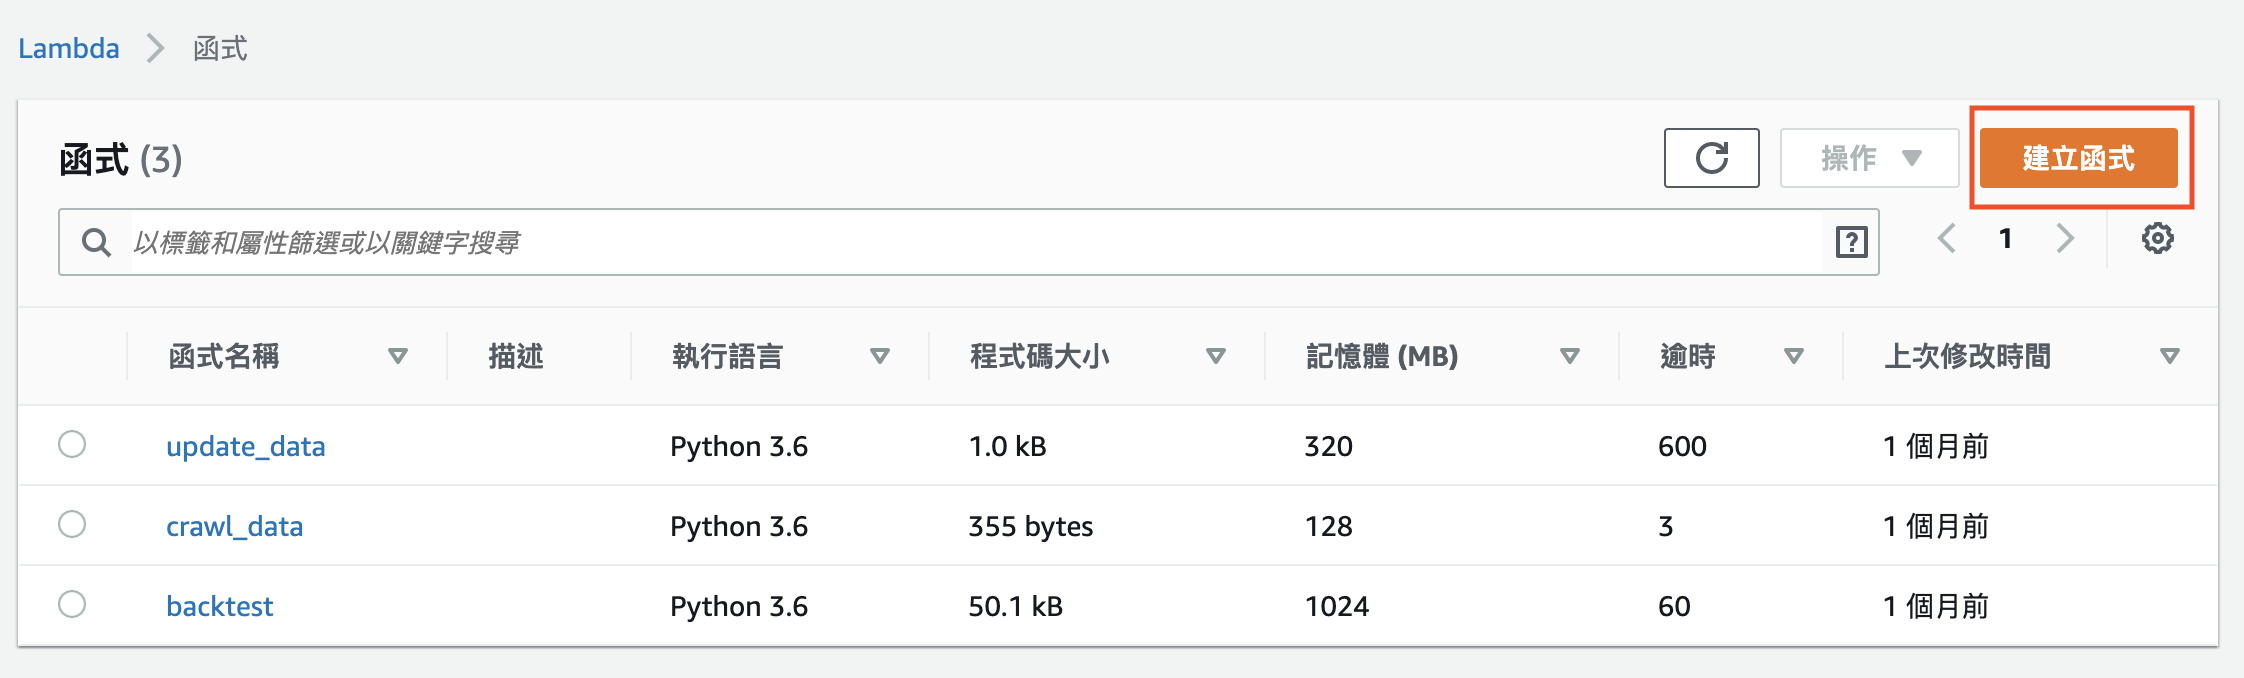 Lambda > 函式
函式 (3)
操作
建立函式
以標籤和屬性篩選或以關鍵字搜尋
1
函式名稱 描述 執行語言 程式碼大小 記憶體 (MB) 逾時 上次修改時間
update_data Python 3.6 1.0 kB 320 600 1 個月前
crawl_data Python 3.6 355 bytes 128 3 1 個月前
backtest Python 3.6 50.1 kB 1024 60 1 個月前